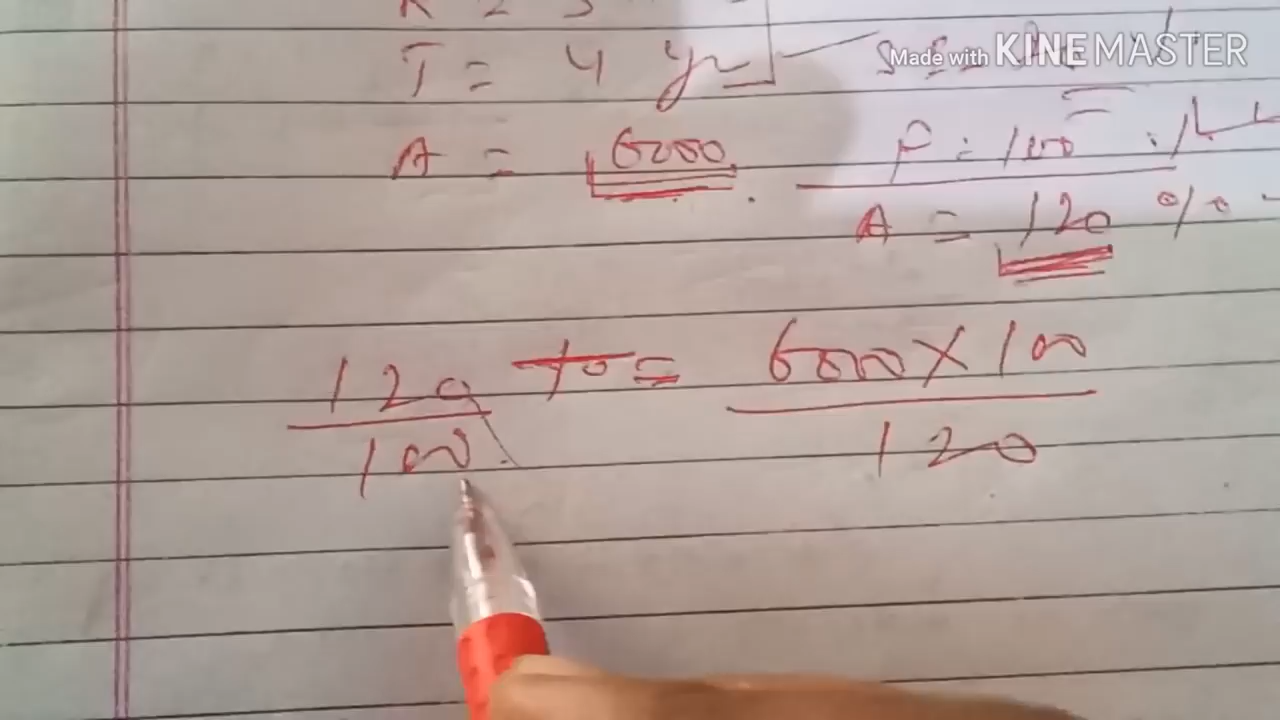 Made with KINEMASTER
T = 4 yr
A = 6000
P = 100
A = 120 %
120/100 = 6000 X 100/120